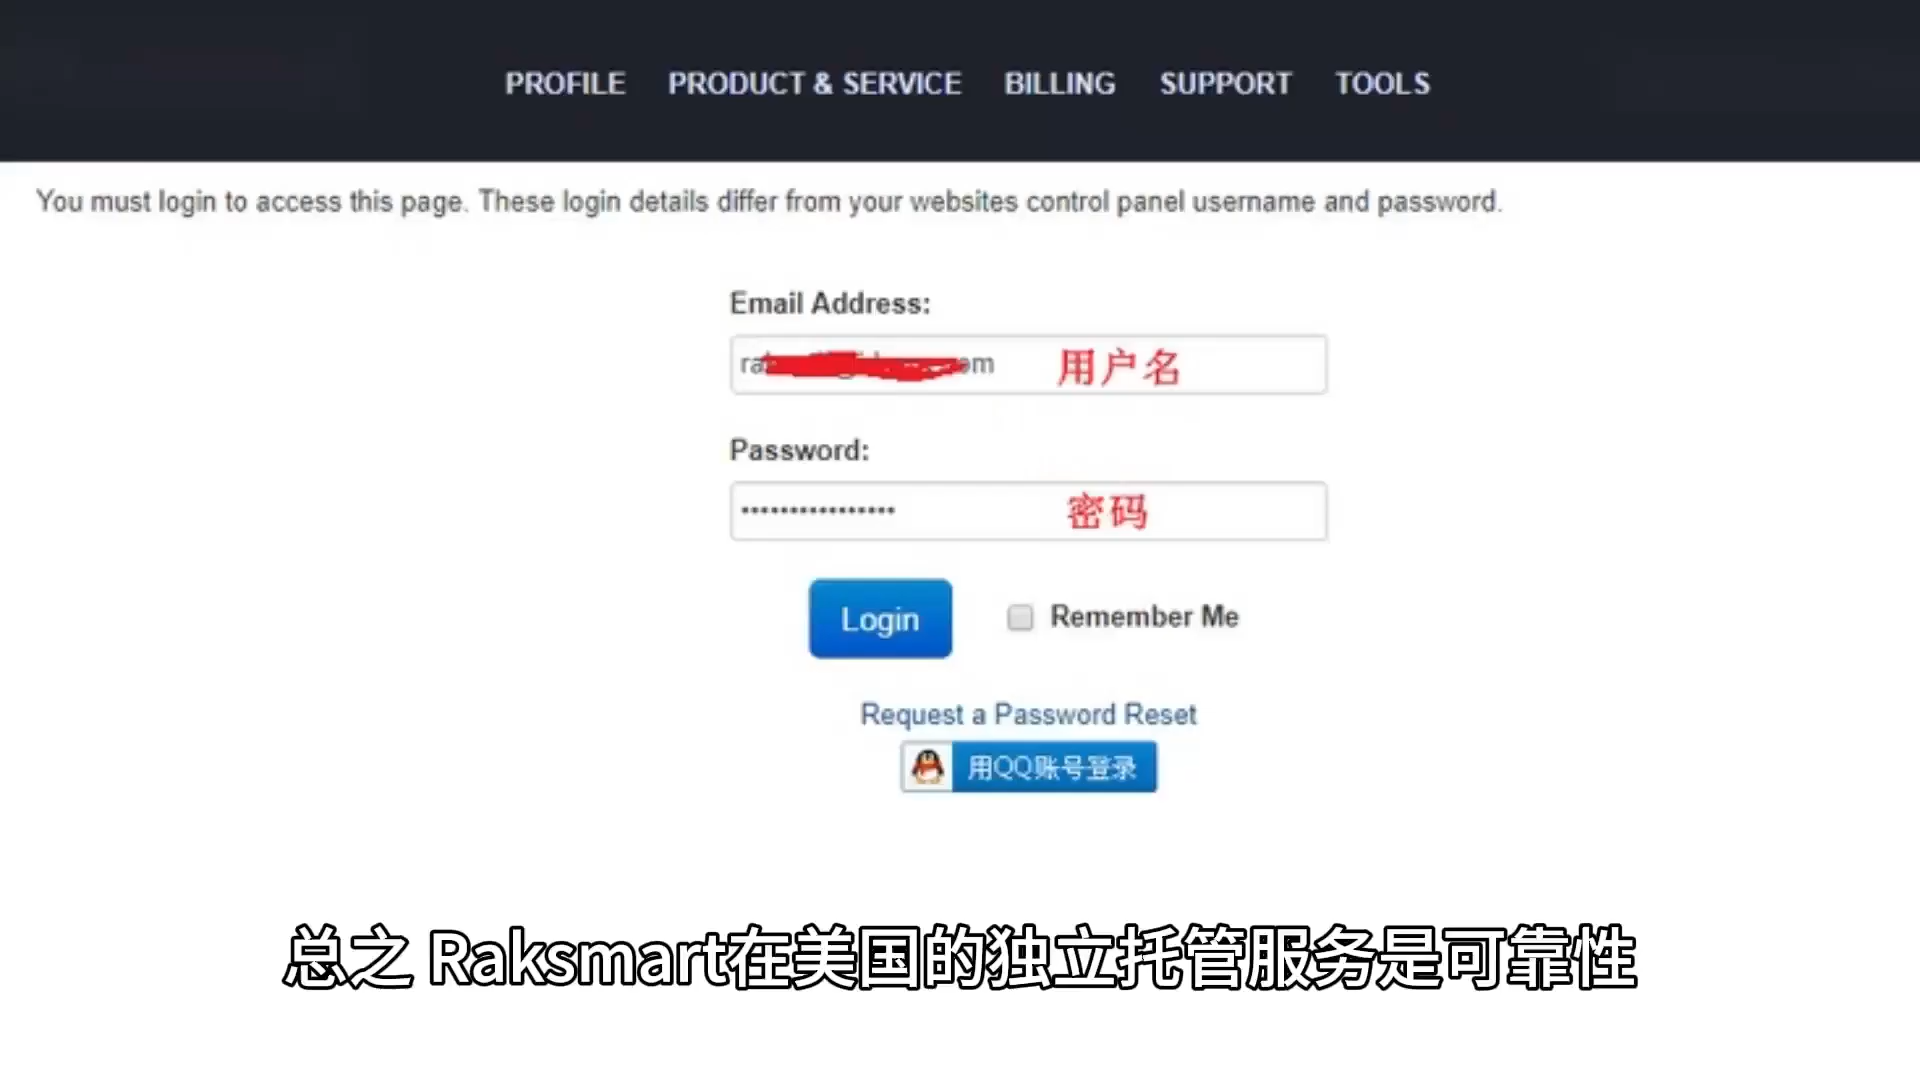 PROFILE PRODUCT & SERVICE BILLING SUPPORT TOOLS
You must login to access this page. These login details differ from your websites control panel username and password.
Email Address:
用户名
Password:
密码
Login Remember Me
Request a Password Reset
用QQ账号登录
总之 Raksmart在美国的独立托管服务是可靠性